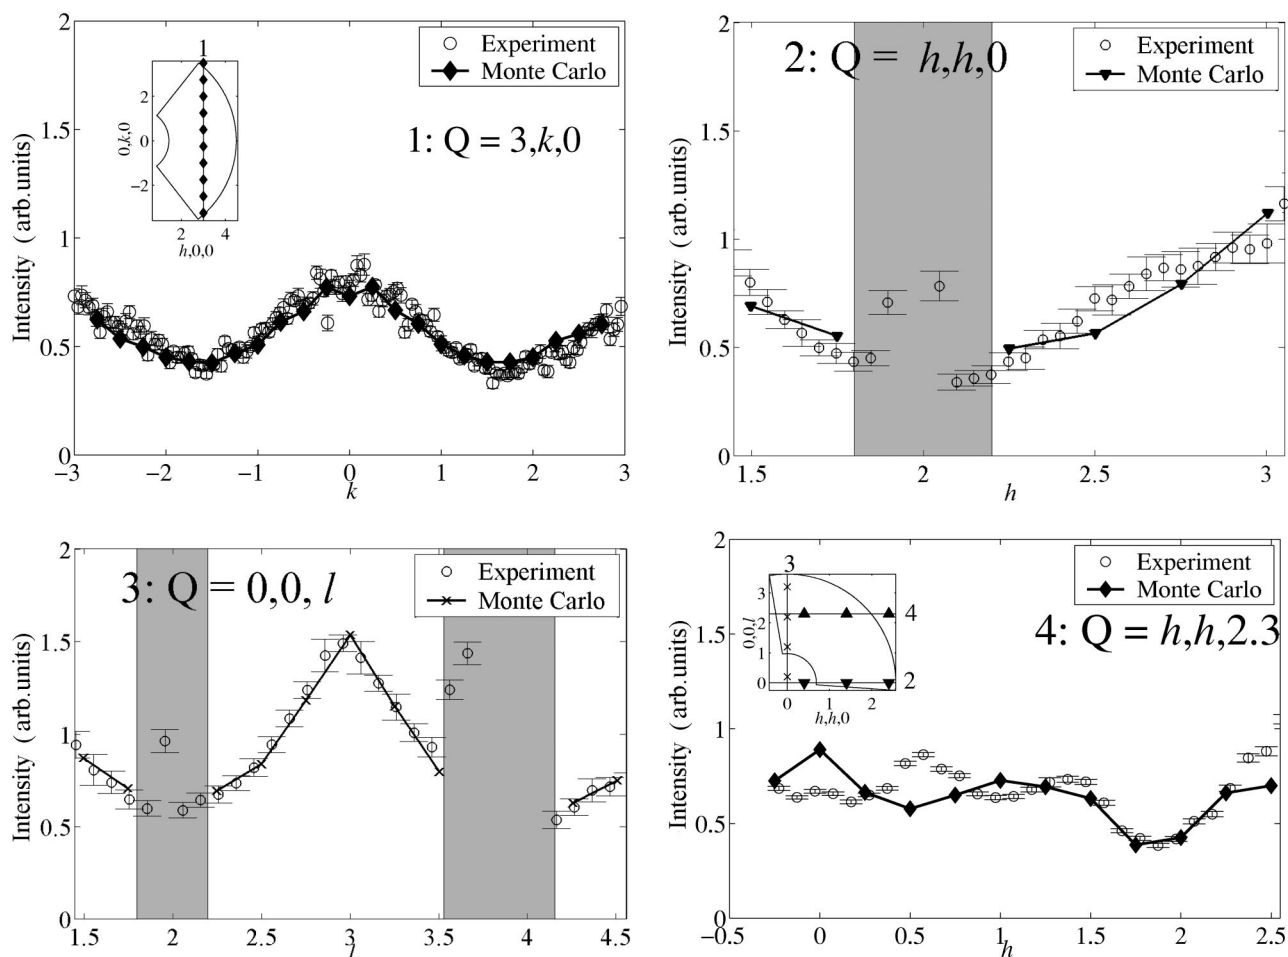 2
1.5
1
0.5
0
Intensity (arb.units)
Experiment
Monte Carlo
1
1: Q = 3,k,0
2
0
−2
0,k,0
2 4
h,0,0
−3 −2 −1 0 1 2 3
k
2
1.5
1
0.5
0
Intensity (arb.units)
2: Q = h,h,0
Experiment
Monte Carlo
1.5 2 2.5 3
h
2
1.5
1
0.5
0
Intensity (arb.units)
3: Q = 0,0, l
Experiment
Monte Carlo
1.5 2 2.5 3 3.5 4 4.5
l
2
1.5
1
0.5
0
Intensity (arb.units)
Experiment
Monte Carlo
3
4: Q = h,h,2.3
3
2
1
0
0,0,l
4
2
0 2
h,h,0
−0.5 0 0.5 1 1.5 2 2.5
h